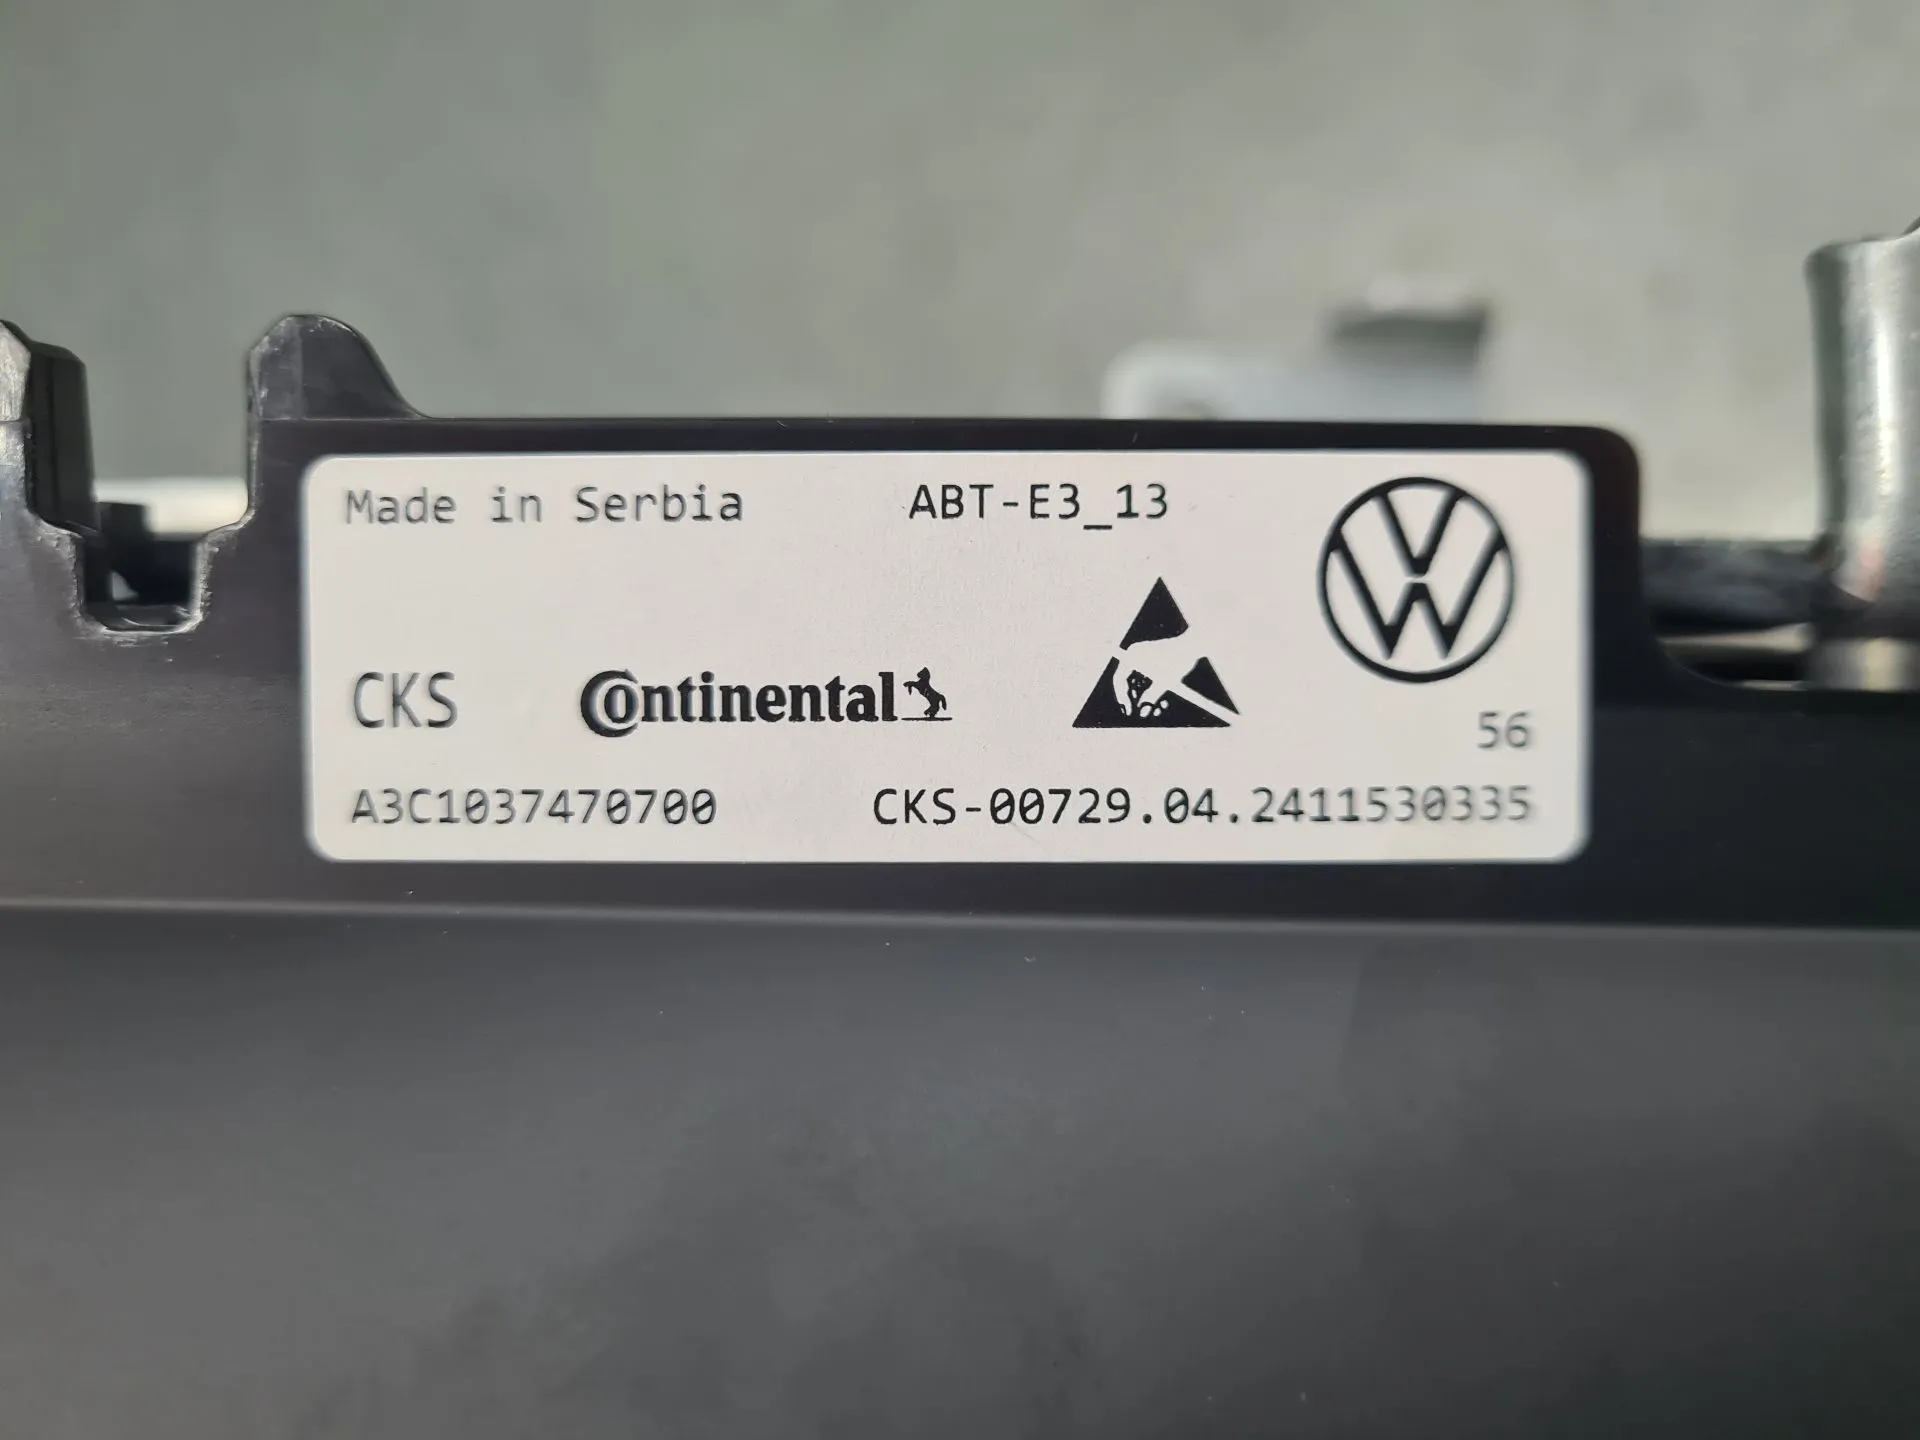 Made in Serbia ABT-E3_13
CKS Continental
56
A3C1037470700 CKS-00729.04.2411530335